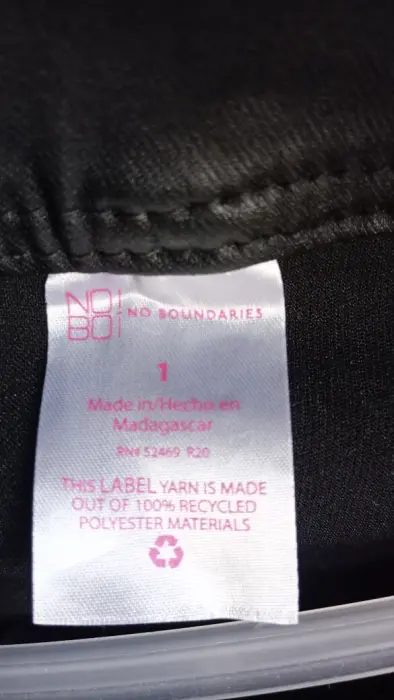 NO
BO
NO BOUNDARIES
1
Made in/Hecho en
Madagascar
RN# 52469 R20
THIS LABEL YARN IS MADE
OUT OF 100% RECYCLED
POLYESTER MATERIALS